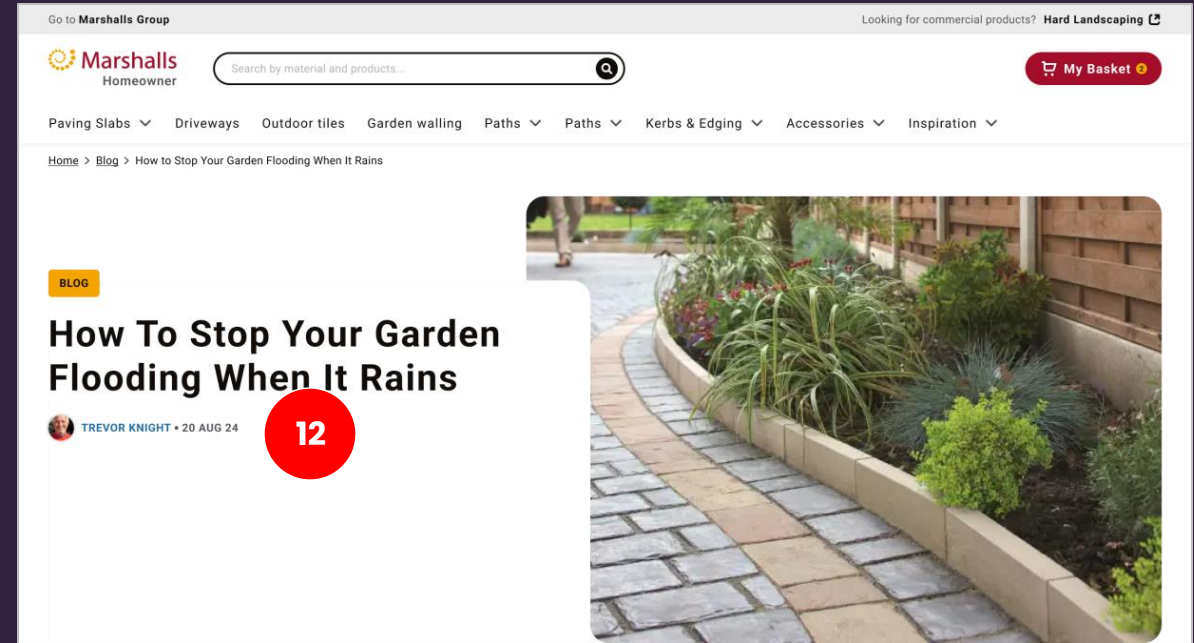 Go to Marshalls Group
Looking for commercial products? Hard Landscaping
Marshalls
Homeowner
Search by material and products...
My Basket 2
Paving Slabs Driveways Outdoor tiles Garden walling Paths Paths Kerbs & Edging Accessories Inspiration
Home > Blog > How to Stop Your Garden Flooding When It Rains
BLOG
How To Stop Your Garden
Flooding When It Rains
TREVOR KNIGHT • 20 AUG 24
12